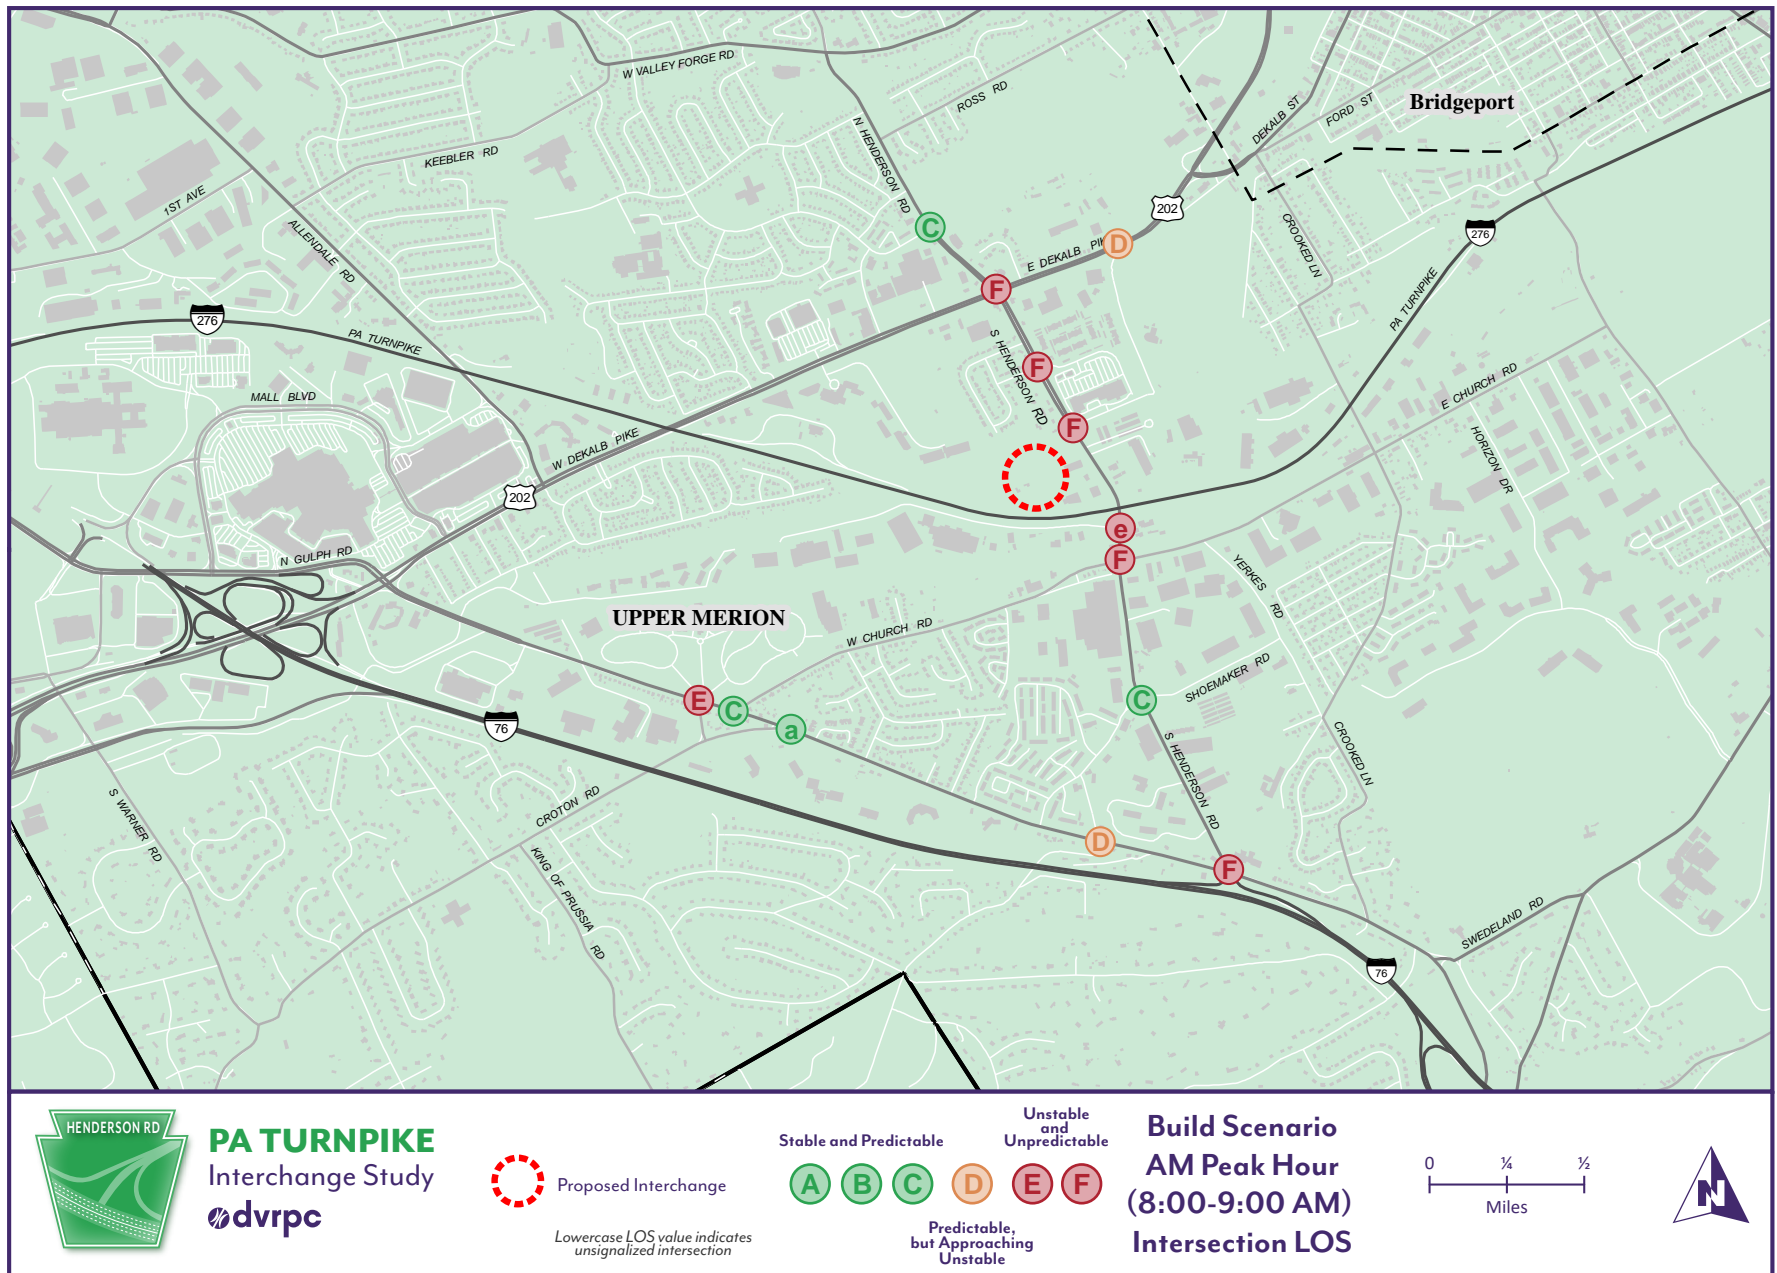 W VALLEY FORGE RD
ROSS RD
N HENDERSON RD
KEEBLER RD
1ST AVE
ALLENDALE RD
DEKALB ST
FORD ST
Bridgeport
202
276
CROOKED LN
C
E DEKALB PIK
D
F
276
PA TURNPIKE
PA TURNPIKE
S HENDERSON RD
F
MALL BLVD
E CHURCH RD
F
W DEKALB PIKE
HORIZON DR
202
N GULPH RD
e
F
YERKES RD
UPPER MERION
W CHURCH RD
SHOEMAKER RD
E
C
a
C
76
S HENDERSON RD
CROOKED LN
S WARNER RD
CROTON RD
D
F
KING OF PRUSSIA RD
SWEDELAND RD
76
HENDERSON RD
PA TURNPIKE
Interchange Study
dvrpc
Proposed Interchange
Lowercase LOS value indicates
unsignalized intersection
Stable and Predictable
Unstable
and
Unpredictable
A B C D E F
Predictable,
but Approaching
Unstable
Build Scenario
AM Peak Hour
(8:00-9:00 AM)
Intersection LOS
0 ¼ ½
Miles
N